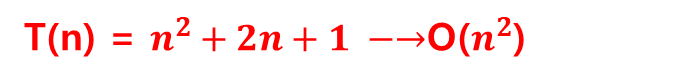 T(n) = n² + 2n + 1 −→O(n²)